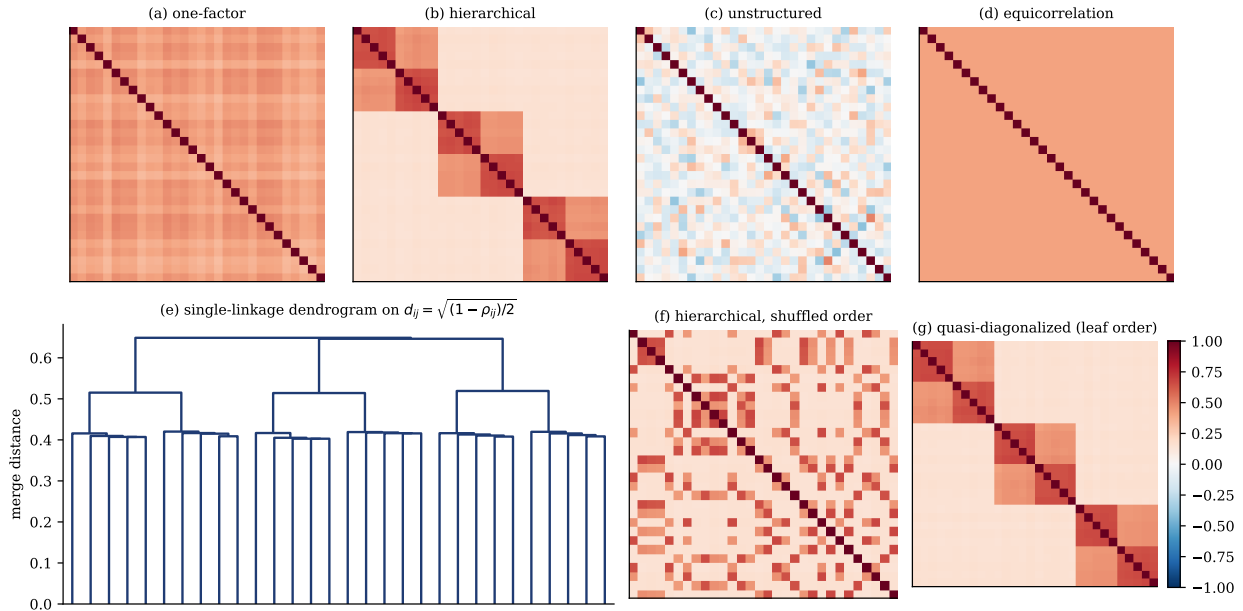 (a) one-factor
(b) hierarchical
(c) unstructured
(d) equicorrelation
(e) single-linkage dendrogram on $d_{ij} = \sqrt{(1 - \rho_{ij})/2}$
merge distance
0.6
0.5
0.4
0.3
0.2
0.1
0.0
(f) hierarchical, shuffled order
(g) quasi-diagonalized (leaf order)
1.00
0.75
0.50
0.25
0.00
−0.25
−0.50
−0.75
−1.00